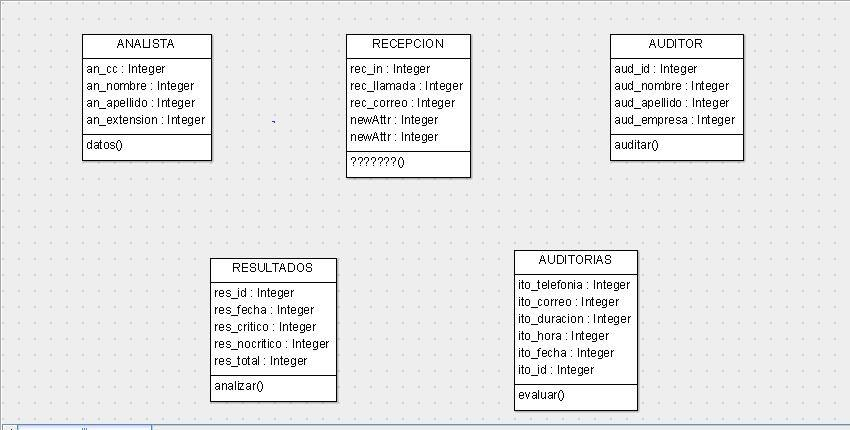 ANALISTA
an_cc : Integer
an_nombre : Integer
an_apellido : Integer
an_extension : Integer
datos()
RECEPCION
rec_in : Integer
rec_llamada : Integer
rec_correo : Integer
newAttr : Integer
newAttr : Integer
???????()
AUDITOR
aud_id : Integer
aud_nombre : Integer
aud_apellido : Integer
aud_empresa : Integer
auditar()
RESULTADOS
res_id : Integer
res_fecha : Integer
res_critico : Integer
res_nocritico : Integer
res_total : Integer
analizar()
AUDITORIAS
ito_telefonia : Integer
ito_correo : Integer
ito_duracion : Integer
ito_hora : Integer
ito_fecha : Integer
ito_id : Integer
evaluar()